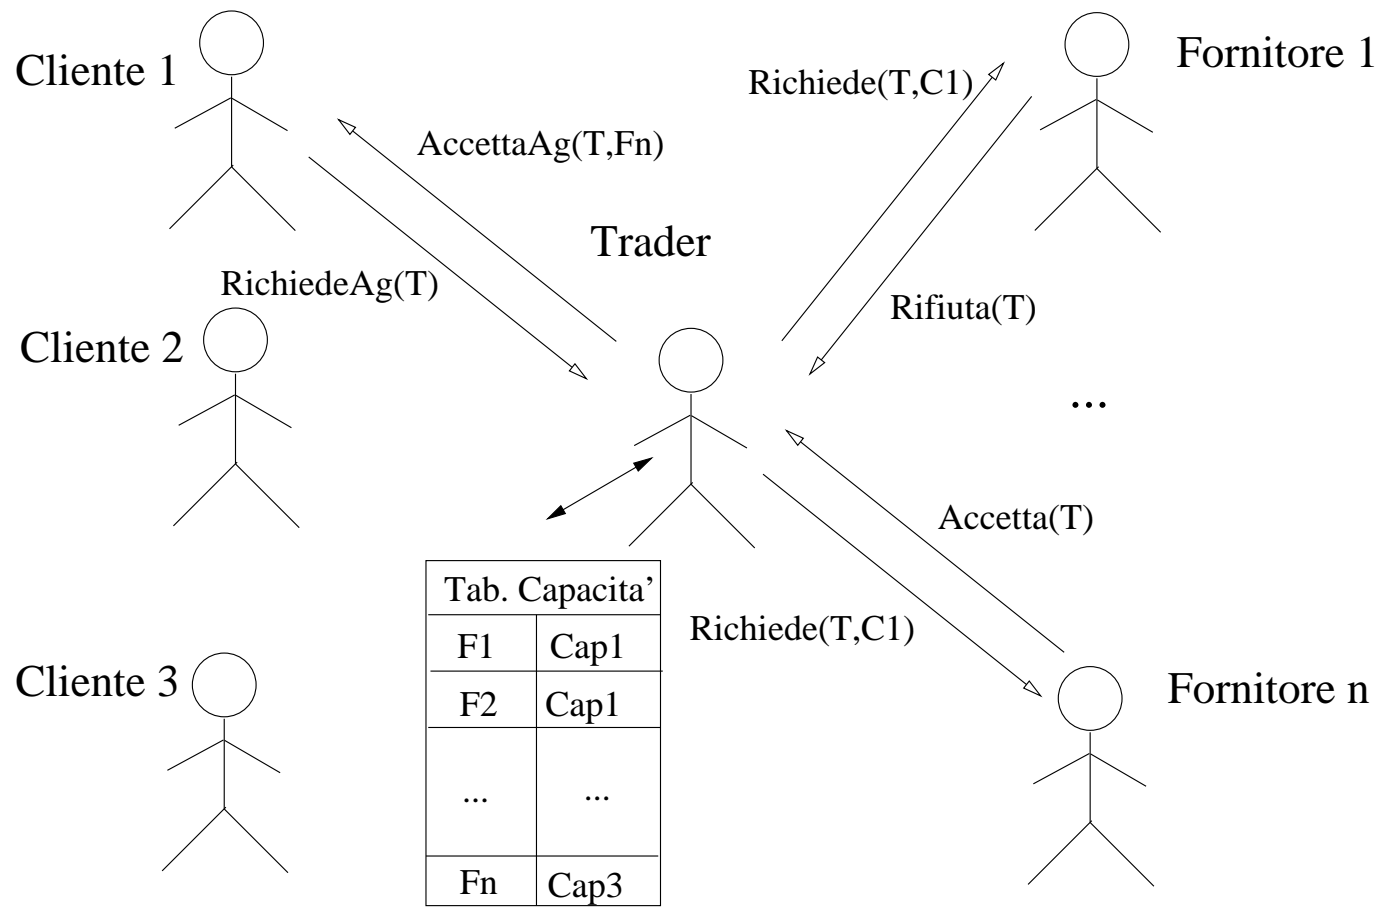 Cliente 1
Fornitore 1
Richiede(T,C1)
AccettaAg(T,Fn)
Trader
RichiedeAg(T)
Rifiuta(T)
Cliente 2
...
Accetta(T)
Tab. Capacita’
Richiede(T,C1)
F1 Cap1
Cliente 3
Fornitore n
F2 Cap1
... ...
Fn Cap3